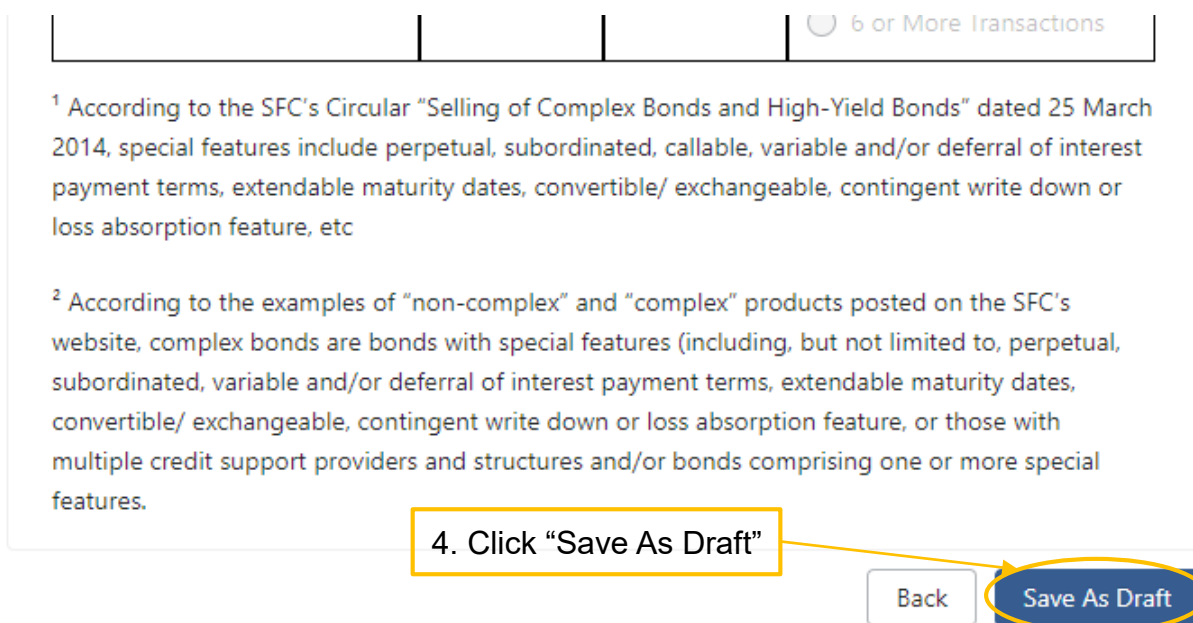 6 or More Transactions
¹ According to the SFC’s Circular “Selling of Complex Bonds and High-Yield Bonds” dated 25 March
2014, special features include perpetual, subordinated, callable, variable and/or deferral of interest
payment terms, extendable maturity dates, convertible/ exchangeable, contingent write down or
loss absorption feature, etc
² According to the examples of “non-complex” and “complex” products posted on the SFC’s
website, complex bonds are bonds with special features (including, but not limited to, perpetual,
subordinated, variable and/or deferral of interest payment terms, extendable maturity dates,
convertible/ exchangeable, contingent write down or loss absorption feature, or those with
multiple credit support providers and structures and/or bonds comprising one or more special
features.
4. Click “Save As Draft”
Back
Save As Draft